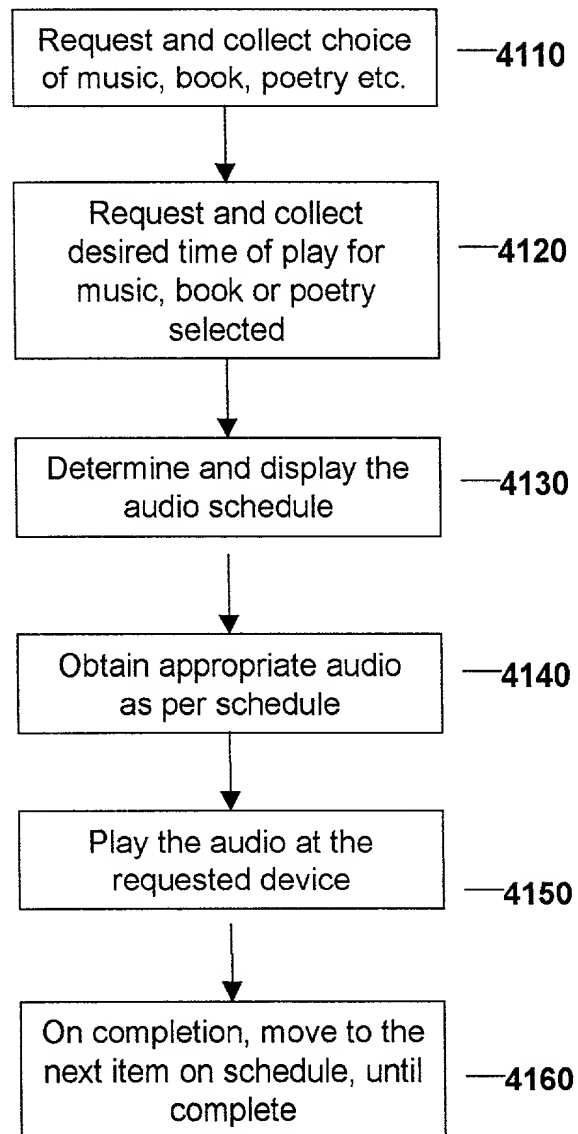 Request and collect choice
of music, book, poetry etc.
4110
Request and collect
desired time of play for
music, book or poetry
selected
4120
Determine and display the
audio schedule
4130
Obtain appropriate audio
as per schedule
4140
Play the audio at the
requested device
4150
On completion, move to the
next item on schedule, until
complete
4160